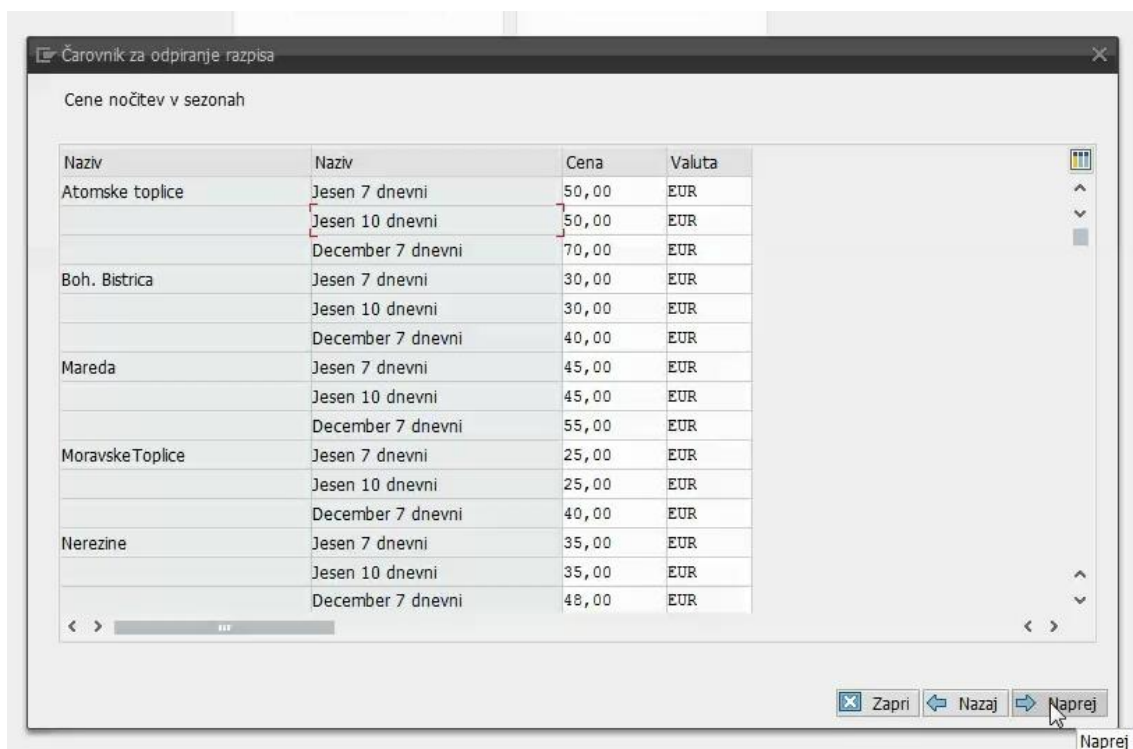 Čarovnik za odpiranje razpisa
Cene nočitev v sezonah
Naziv Naziv Cena Valuta
Atomske toplice Jesen 7 dnevni 50,00 EUR
Jesen 10 dnevni 50,00 EUR
December 7 dnevni 70,00 EUR
Boh. Bistrica Jesen 7 dnevni 30,00 EUR
Jesen 10 dnevni 30,00 EUR
December 7 dnevni 40,00 EUR
Mareda Jesen 7 dnevni 45,00 EUR
Jesen 10 dnevni 45,00 EUR
December 7 dnevni 55,00 EUR
Moravske Toplice Jesen 7 dnevni 25,00 EUR
Jesen 10 dnevni 25,00 EUR
December 7 dnevni 40,00 EUR
Nerezine Jesen 7 dnevni 35,00 EUR
Jesen 10 dnevni 35,00 EUR
December 7 dnevni 48,00 EUR
Zapri Nazaj Naprej
Naprej